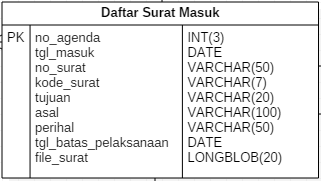 Daftar Surat Masuk
PK no_agenda INT(3)
tgl_masuk DATE
no_surat VARCHAR(50)
kode_surat VARCHAR(7)
tujuan VARCHAR(20)
asal VARCHAR(100)
perihal VARCHAR(50)
tgl_batas_pelaksanaan DATE
file_surat LONGBLOB(20)